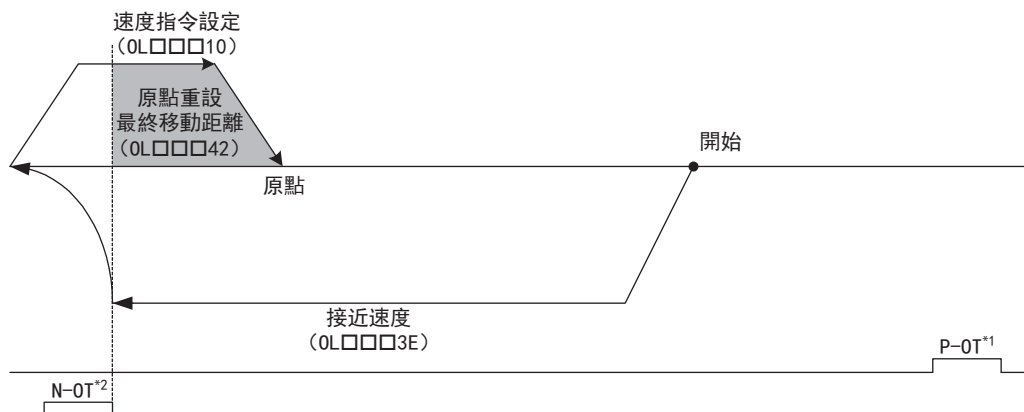 速度指令設定
(OL□□□10)
原點重設
最終移動距離
(OL□□□42)
原點
開始
接近速度
(OL□□□3E)
P-OT*1
N-OT*2